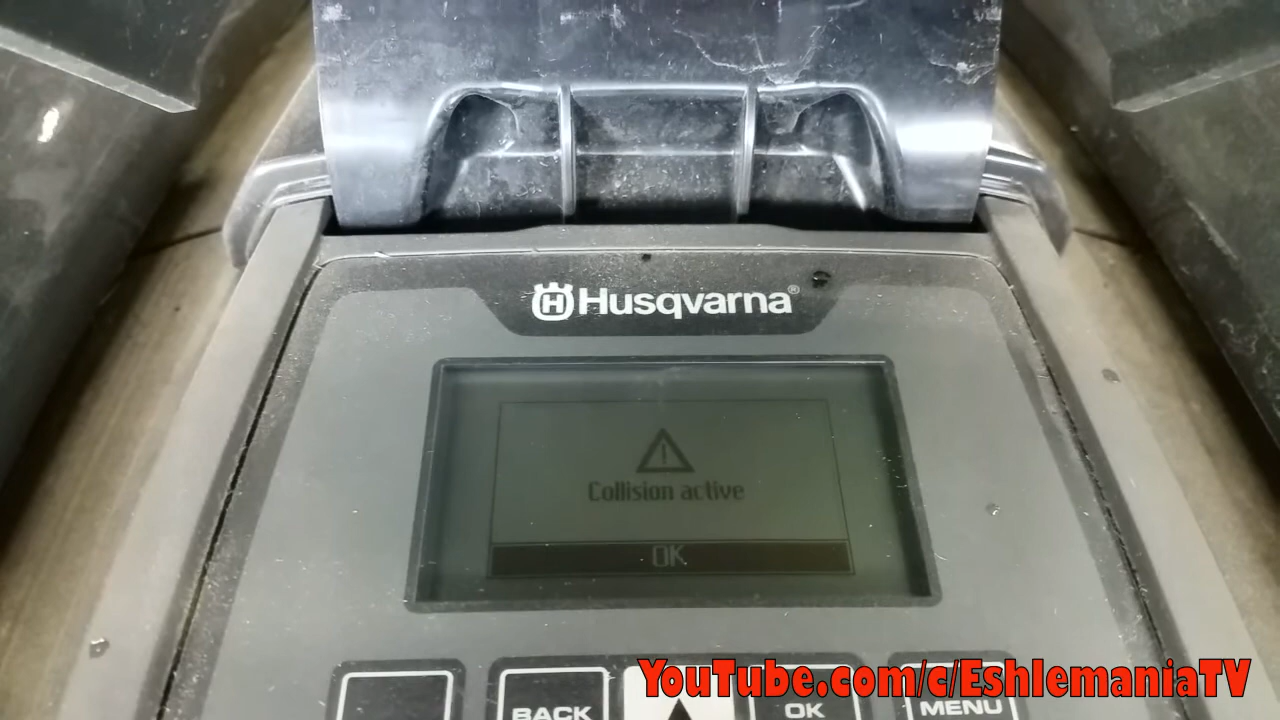 Husqvarna®
Collision active
OK
BACK
OK
MENU
YouTube.com/c/EshlemaniaTV